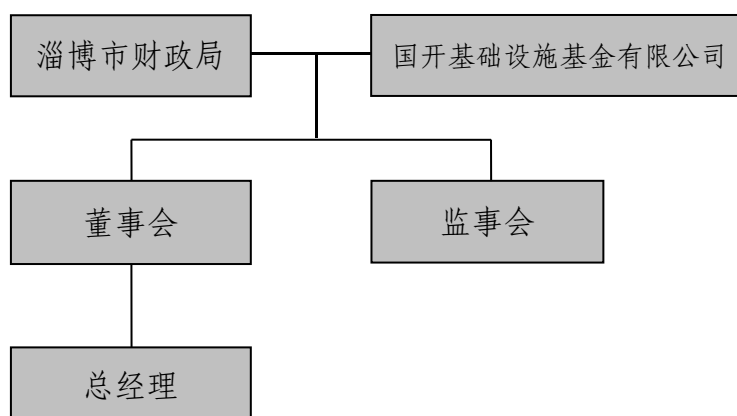 淄博市财政局
国开基础设施基金有限公司
董事会
监事会
总经理